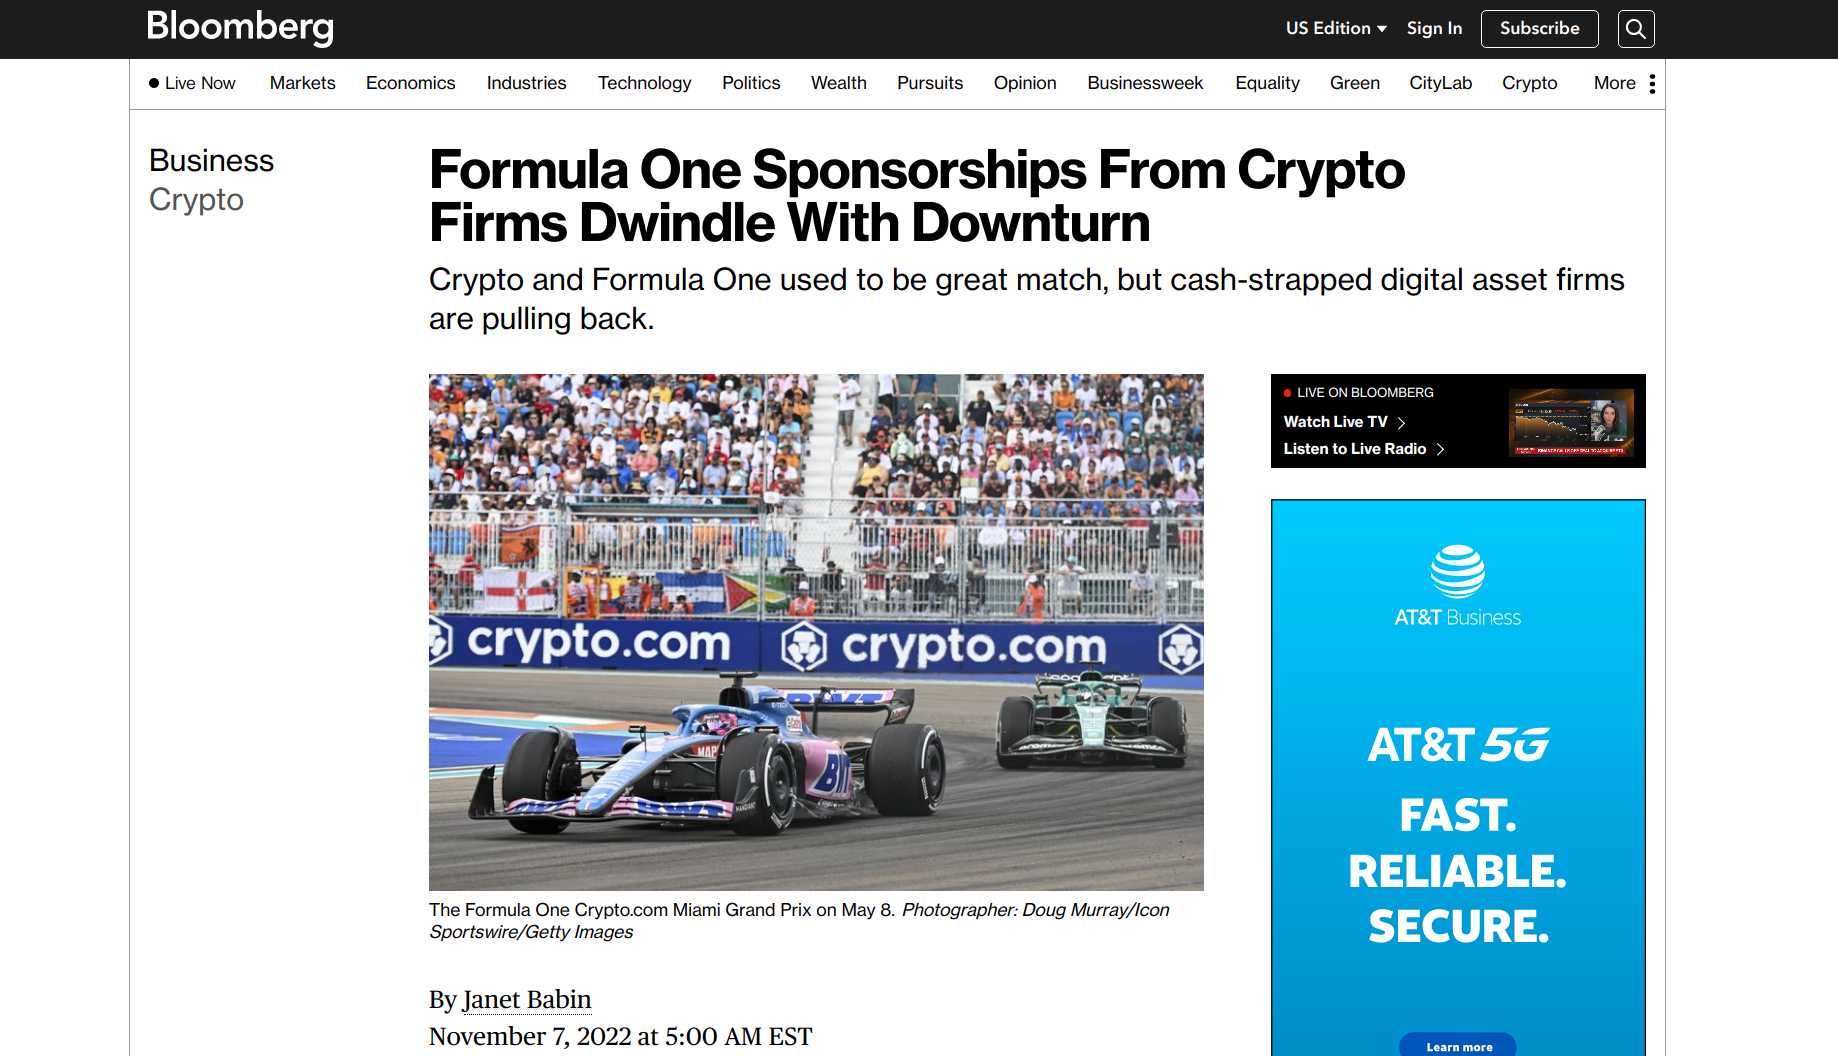 Bloomberg
US Edition
Sign In
Subscribe
Live Now
Markets
Economics
Industries
Technology
Politics
Wealth
Pursuits
Opinion
Businessweek
Equality
Green
CityLab
Crypto
More
Business
Crypto
Formula One Sponsorships From Crypto
Firms Dwindle With Downturn
Crypto and Formula One used to be great match, but cash-strapped digital asset firms
are pulling back.
crypto.com
crypto.com
BWT
BWT
BWT
The Formula One Crypto.com Miami Grand Prix on May 8. Photographer: Doug Murray/Icon
Sportswire/Getty Images
By Janet Babin
November 7, 2022 at 5:00 AM EST
LIVE ON BLOOMBERG
Watch Live TV
Listen to Live Radio
AT&T Business
AT&T 5G
FAST.
RELIABLE.
SECURE.
Learn more